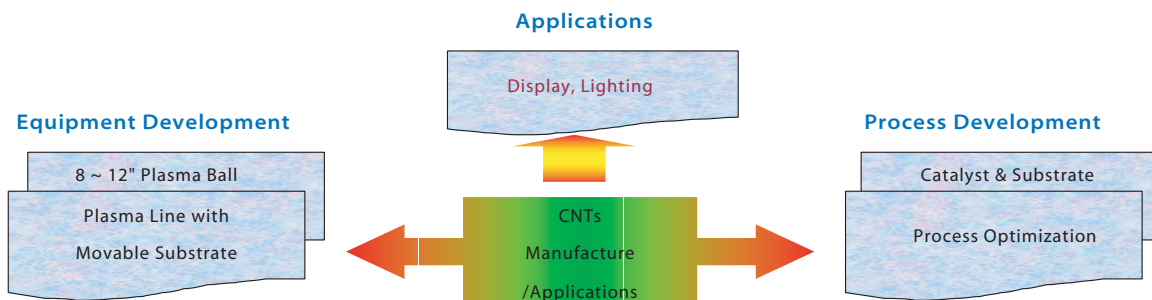 Applications
Display, Lighting
Equipment Development
8 ~ 12" Plasma Ball
Plasma Line with
Movable Substrate
Process Development
Catalyst & Substrate
Process Optimization
CNTs
Manufacture
/Applications